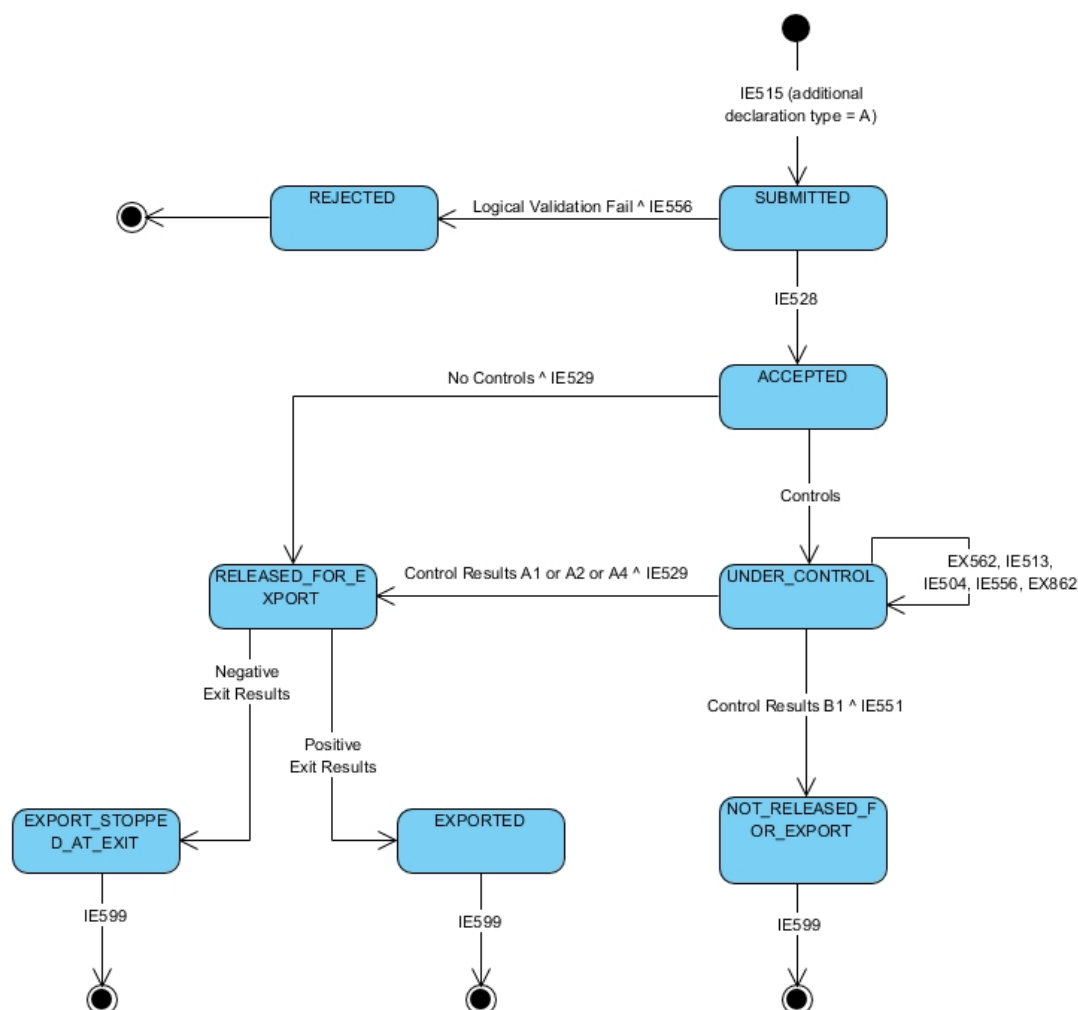 IE515 (additional
declaration type = A)
REJECTED
Logical Validation Fail ^ IE556
SUBMITTED
IE528
No Controls ^ IE529
ACCEPTED
Controls
RELEASED_FOR_E
XPORT
Control Results A1 or A2 or A4 ^ IE529
UNDER_CONTROL
EX562, IE513,
IE504, IE556, EX862
Negative
Exit Results
Control Results B1 ^ IE551
Positive
Exit Results
EXPORT_STOPPE
D_AT_EXIT
EXPORTED
NOT_RELEASED_F
OR_EXPORT
IE599
IE599
IE599